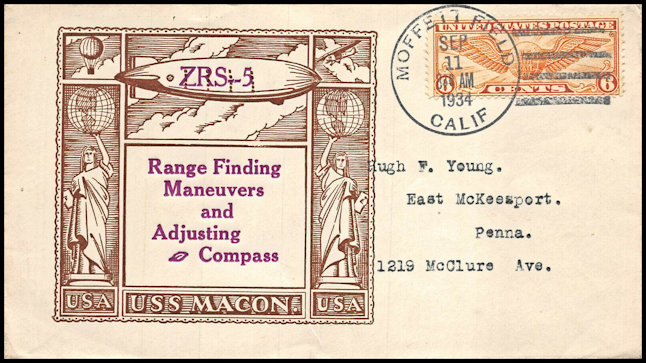 ZRS-5
Range Finding
Maneuvers
and
Adjusting
Compass
USA
USS MACON.
USA
MOFFETT FIELD
SEP
11
AM
1934
CALIF
UNITED STATES POSTAGE
6 CENTS 6
Hugh F. Young.
East McKeesport.
Penna.
1219 McClure Ave.